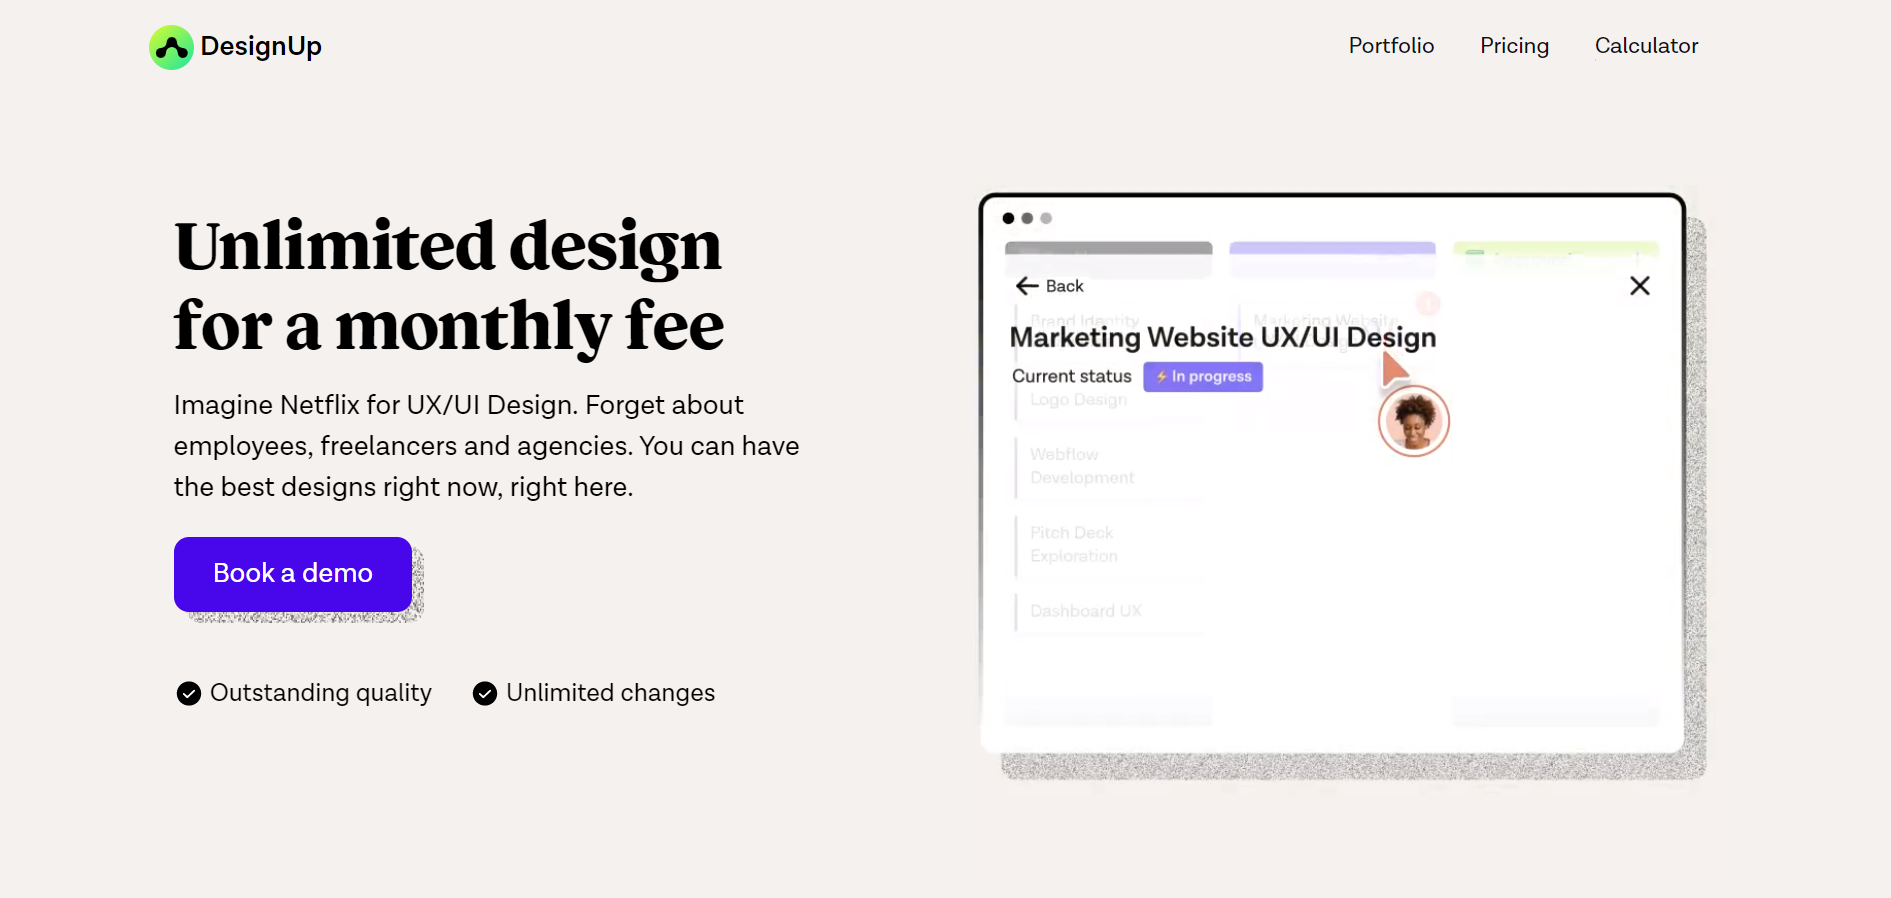 DesignUp
Portfolio
Pricing
Calculator
Unlimited design
for a monthly fee
Imagine Netflix for UX/UI Design. Forget about
employees, freelancers and agencies. You can have
the best designs right now, right here.
Book a demo
Outstanding quality
Unlimited changes
Back
Brand Identity
Marketing Website
Marketing Website UX/UI Design
Current status
In progress
Logo Design
Webflow
Development
Pitch Deck
Exploration
Dashboard UX